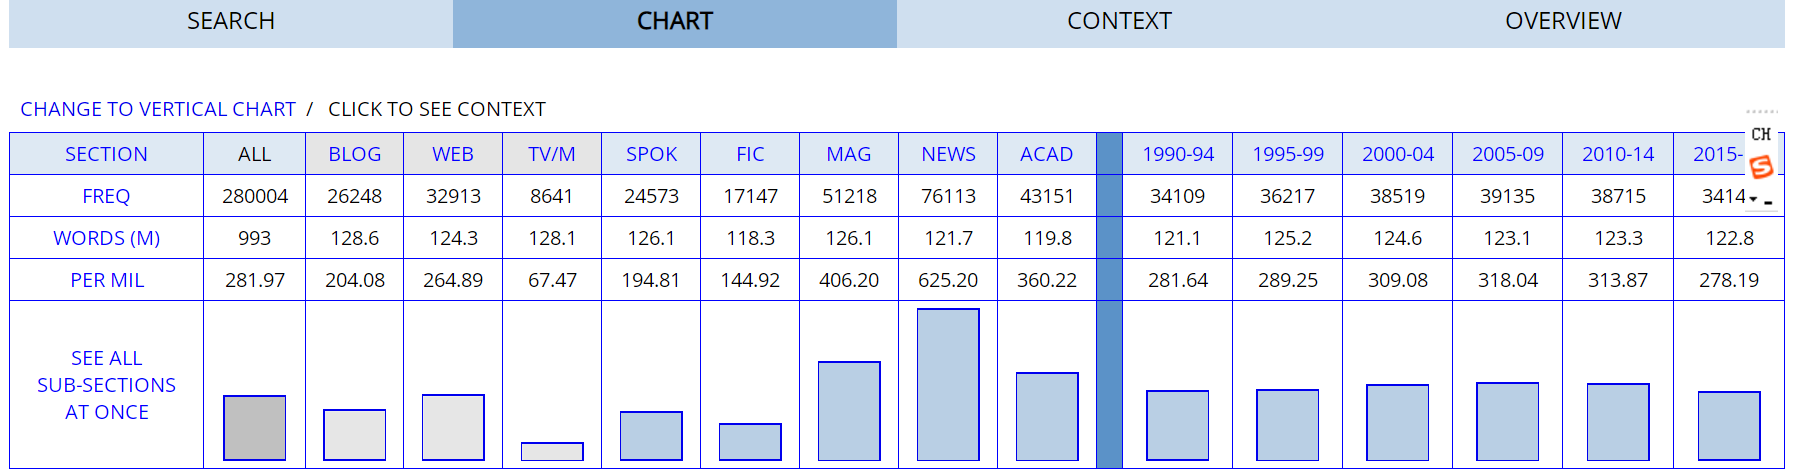 SEARCH CHART CONTEXT OVERVIEW
CHANGE TO VERTICAL CHART / CLICK TO SEE CONTEXT
SECTION ALL BLOG WEB TV/M SPOK FIC MAG NEWS ACAD 1990-94 1995-99 2000-04 2005-09 2010-14 2015-
CH
S
FREQ 280004 26248 32913 8641 24573 17147 51218 76113 43151 34109 36217 38519 39135 38715 3414
WORDS (M) 993 128.6 124.3 128.1 126.1 118.3 126.1 121.7 119.8 121.1 125.2 124.6 123.1 123.3 122.8
PER MIL 281.97 204.08 264.89 67.47 194.81 144.92 406.20 625.20 360.22 281.64 289.25 309.08 318.04 313.87 278.19
SEE ALL
SUB-SECTIONS
AT ONCE